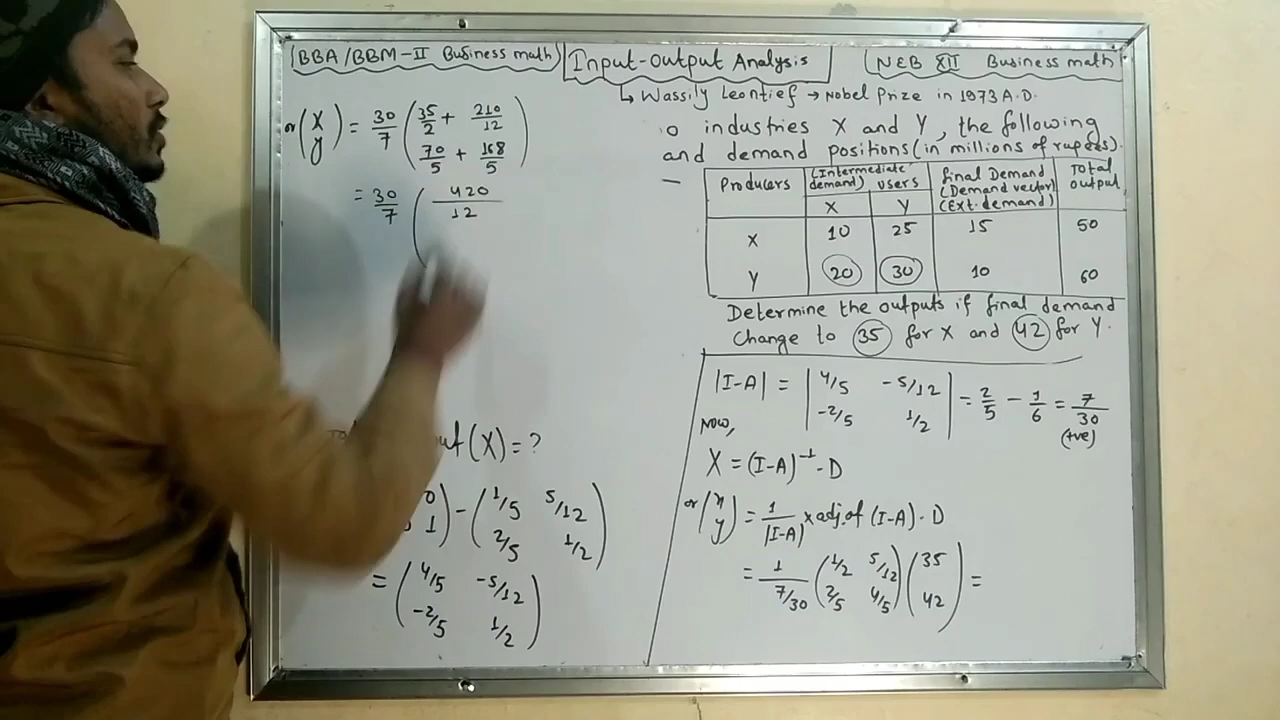 BBA/BBM-II Business math
Input-Output Analysis
NEB XII Business math
↳ Wassily Leontief → Nobel Prize in 1973 A.D.
o industries X and Y, the following
and demand positions (in millions of rupees).
Producers (Intermediate demand) users final Demand (Demand vector) (Ext. demand) Total output
X Y
X 10 25 15 50
Y 20 30 10 60
Determine the outputs if final demand
change to 35 for X and 42 for Y.
or (X y) = 30/7 (35/2 + 210/12
70/5 + 168/5)
= 30/7 ( 420/12
(X) = ?
0
1) - (1/5 5/12
2/5 1/2)
= (4/5 -5/12
-2/5 1/2)
|I-A| = |4/5 -5/12
-2/5 1/2| = 2/5 - 1/6 = 7/30
(+ve)
Now,
X = (I-A)⁻¹ · D
or (x y) = 1/|I-A| x adj. of (I-A) · D
= 1/7/30 (1/2 5/12
2/5 4/5) (35
42) =